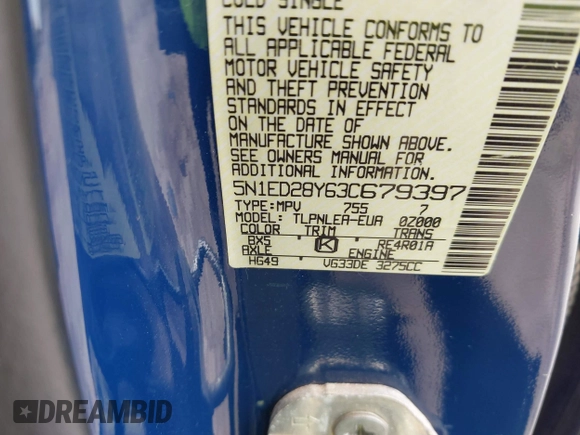 COLD SINGLE
THIS VEHICLE CONFORMS TO
ALL APPLICABLE FEDERAL
MOTOR VEHICLE SAFETY
AND THEFT PREVENTION
STANDARDS IN EFFECT
ON THE DATE OF
MANUFACTURE SHOWN ABOVE.
SEE OWNERS MANUAL FOR
ADDITIONAL INFORMATION.
5N1ED28Y63C679397
TYPE:MPV 755 7
MODEL: TLPNLEA-EUA 0Z000
COLOR TRIM TRANS
BX5 K RE4R01A
AXLE ENGINE
HG49 VG33DE 3275CC
DREAMBID